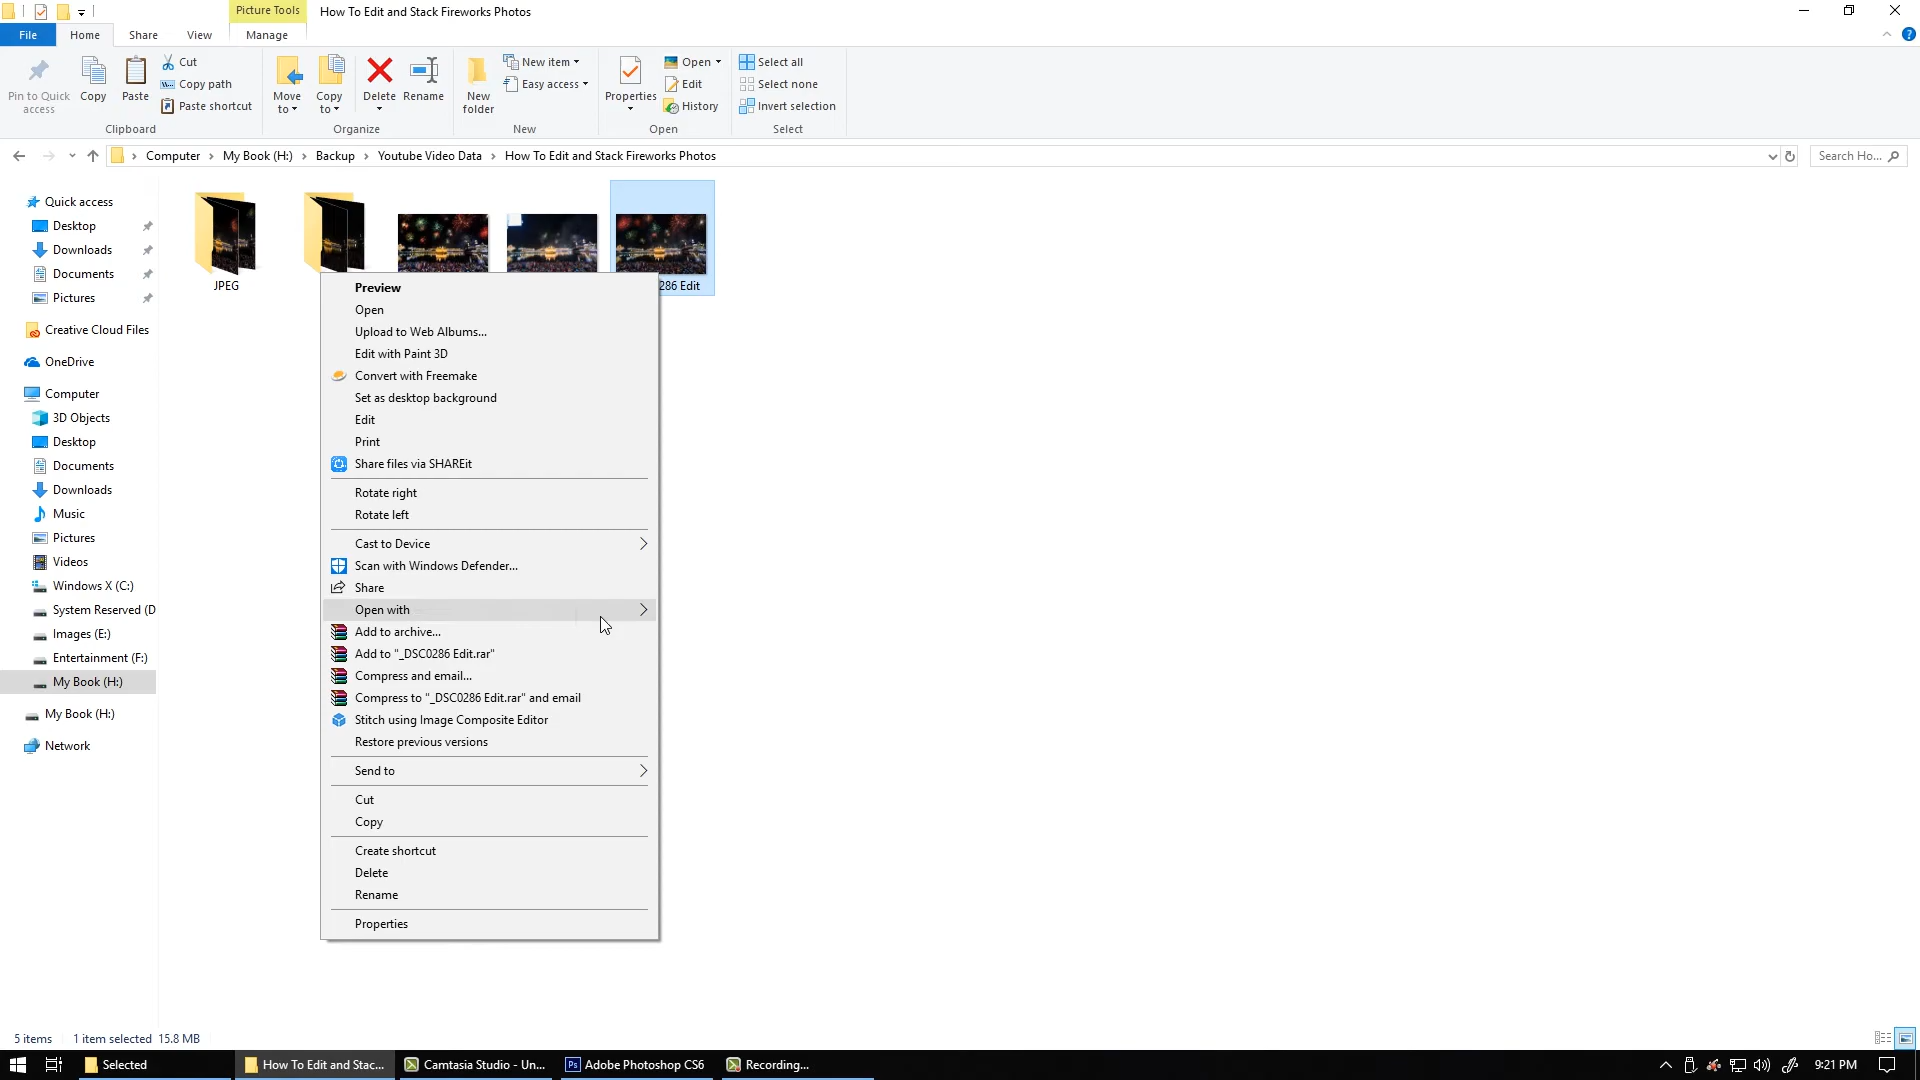 Picture Tools
How To Edit and Stack Fireworks Photos
File
Home
Share
View
Manage
Pin to Quick access
Copy
Paste
Cut
Copy path
Paste shortcut
Clipboard
Move to
Copy to
Delete
Rename
Organize
New folder
New item
Easy access
New
Properties
Open
Edit
History
Open
Select all
Select none
Invert selection
Select
Computer
My Book (H:)
Backup
Youtube Video Data
How To Edit and Stack Fireworks Photos
Search Ho...
Quick access
Desktop
Downloads
Documents
Pictures
Creative Cloud Files
OneDrive
Computer
3D Objects
Desktop
Documents
Downloads
Music
Pictures
Videos
Windows X (C:)
System Reserved (D
Images (E:)
Entertainment (F:)
My Book (H:)
My Book (H:)
Network
JPEG
286 Edit
Preview
Open
Upload to Web Albums...
Edit with Paint 3D
Convert with Freemake
Set as desktop background
Edit
Print
Share files via SHAREit
Rotate right
Rotate left
Cast to Device
Scan with Windows Defender...
Share
Open with
Add to archive...
Add to "_DSC0286 Edit.rar"
Compress and email...
Compress to "_DSC0286 Edit.rar" and email
Stitch using Image Composite Editor
Restore previous versions
Send to
Cut
Copy
Create shortcut
Delete
Rename
Properties
5 items
1 item selected 15.8 MB
Selected
How To Edit and Stac...
Camtasia Studio - Un...
Ps
Adobe Photoshop CS6
Recording...
9:21 PM